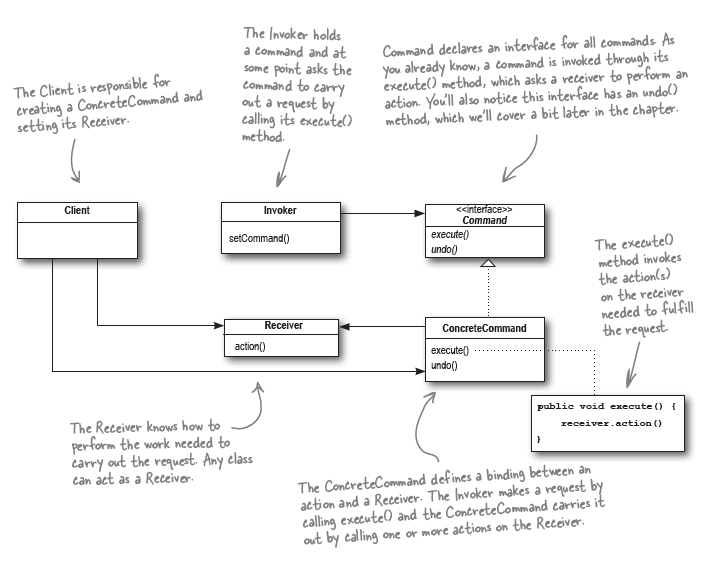 The Client is responsible for
creating a ConcreteCommand and
setting its Receiver.
The Invoker holds
a command and at
some point asks the
command to carry
out a request by
calling its execute()
method.
Command declares an interface for all commands. As
you already know, a command is invoked through its
execute() method, which asks a receiver to perform an
action. You'll also notice this interface has an undo()
method, which we'll cover a bit later in the chapter.
Client
Invoker
setCommand()
<<interface>>
Command
execute()
undo()
The execute()
method invokes
the action(s)
on the receiver
needed to fulfill
the request.
Receiver
action()
ConcreteCommand
execute()
undo()
public void execute() {
receiver.action()
}
The Receiver knows how to
perform the work needed to
carry out the request. Any class
can act as a Receiver.
The ConcreteCommand defines a binding between an
action and a Receiver. The Invoker makes a request by
calling execute() and the ConcreteCommand carries it
out by calling one or more actions on the Receiver.